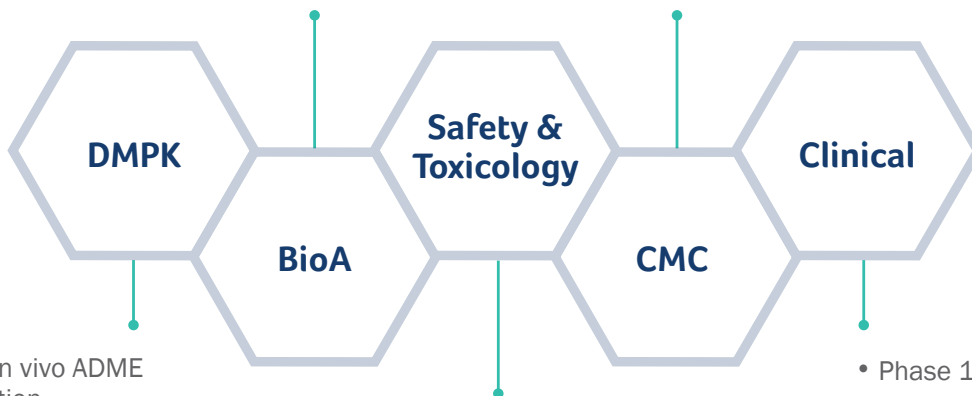 DMPK
BioA
Safety &
Toxicology
CMC
Clinical
n vivo ADME
• Phase 1